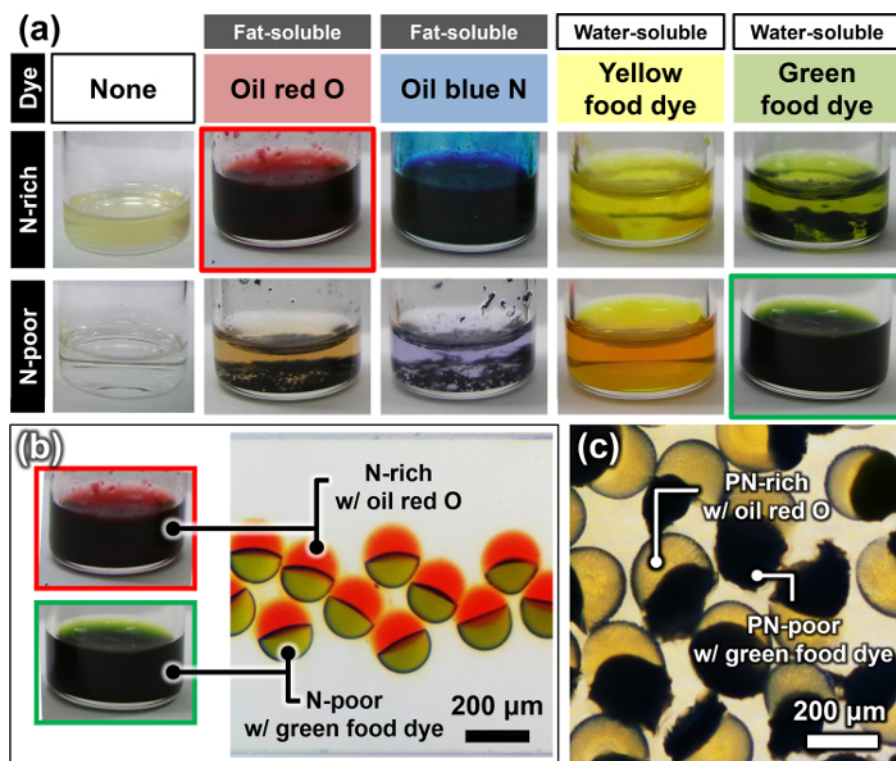 (a)
Fat-soluble
Fat-soluble
Water-soluble
Water-soluble
Dye
None
Oil red O
Oil blue N
Yellow
food dye
Green
food dye
N-rich
N-poor
(b)
N-rich
w/ oil red O
N-poor
w/ green food dye
200 µm
(c)
PN-rich
w/ oil red O
PN-poor
w/ green food dye
200 µm